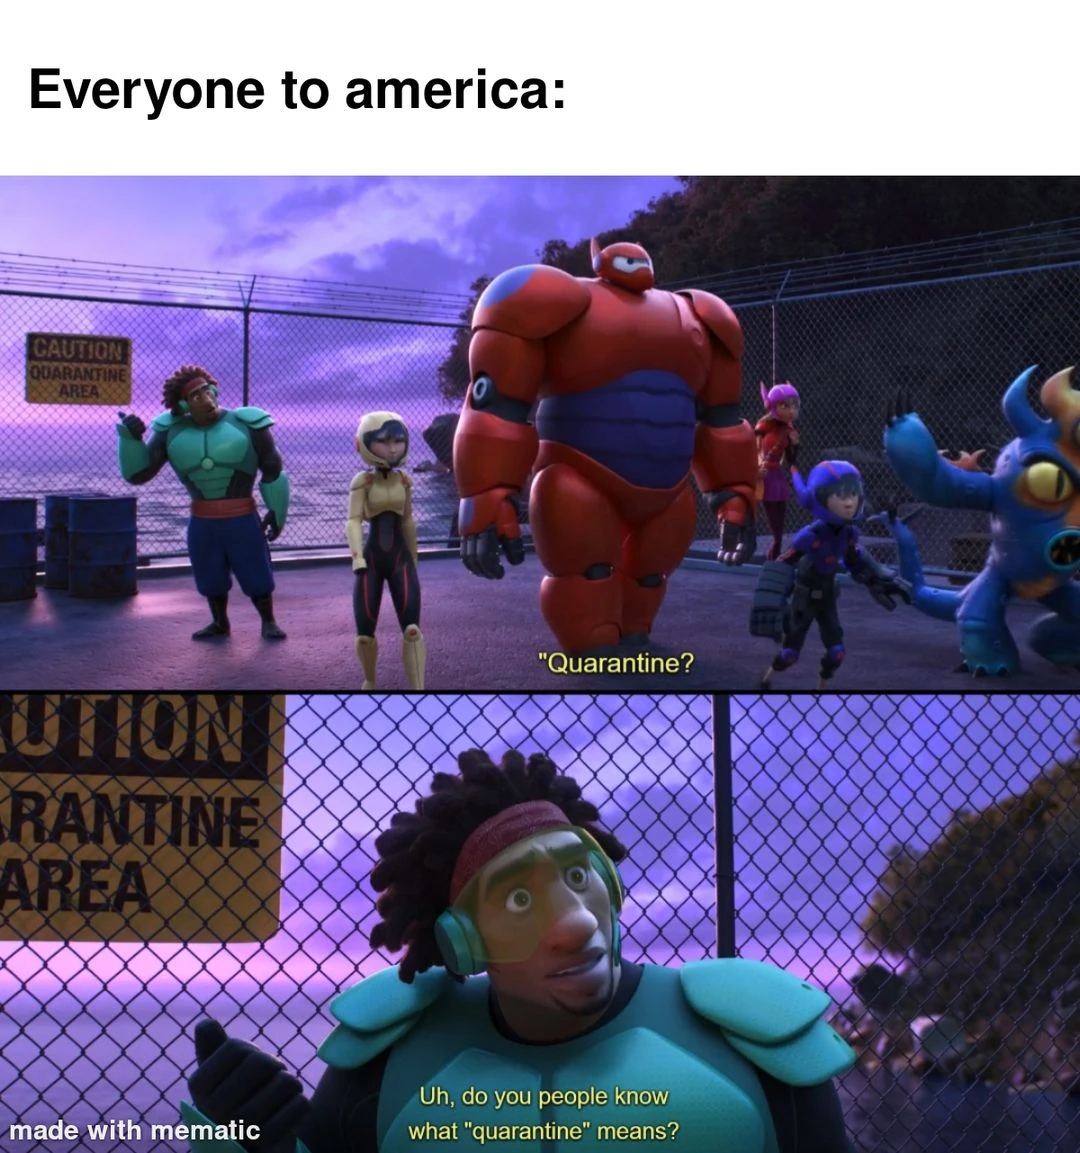 Everyone to america:
CAUTION
QUARANTINE
AREA
"Quarantine?
UTION
RANTINE
AREA
Uh, do you people know
what "quarantine" means?
made with mematic